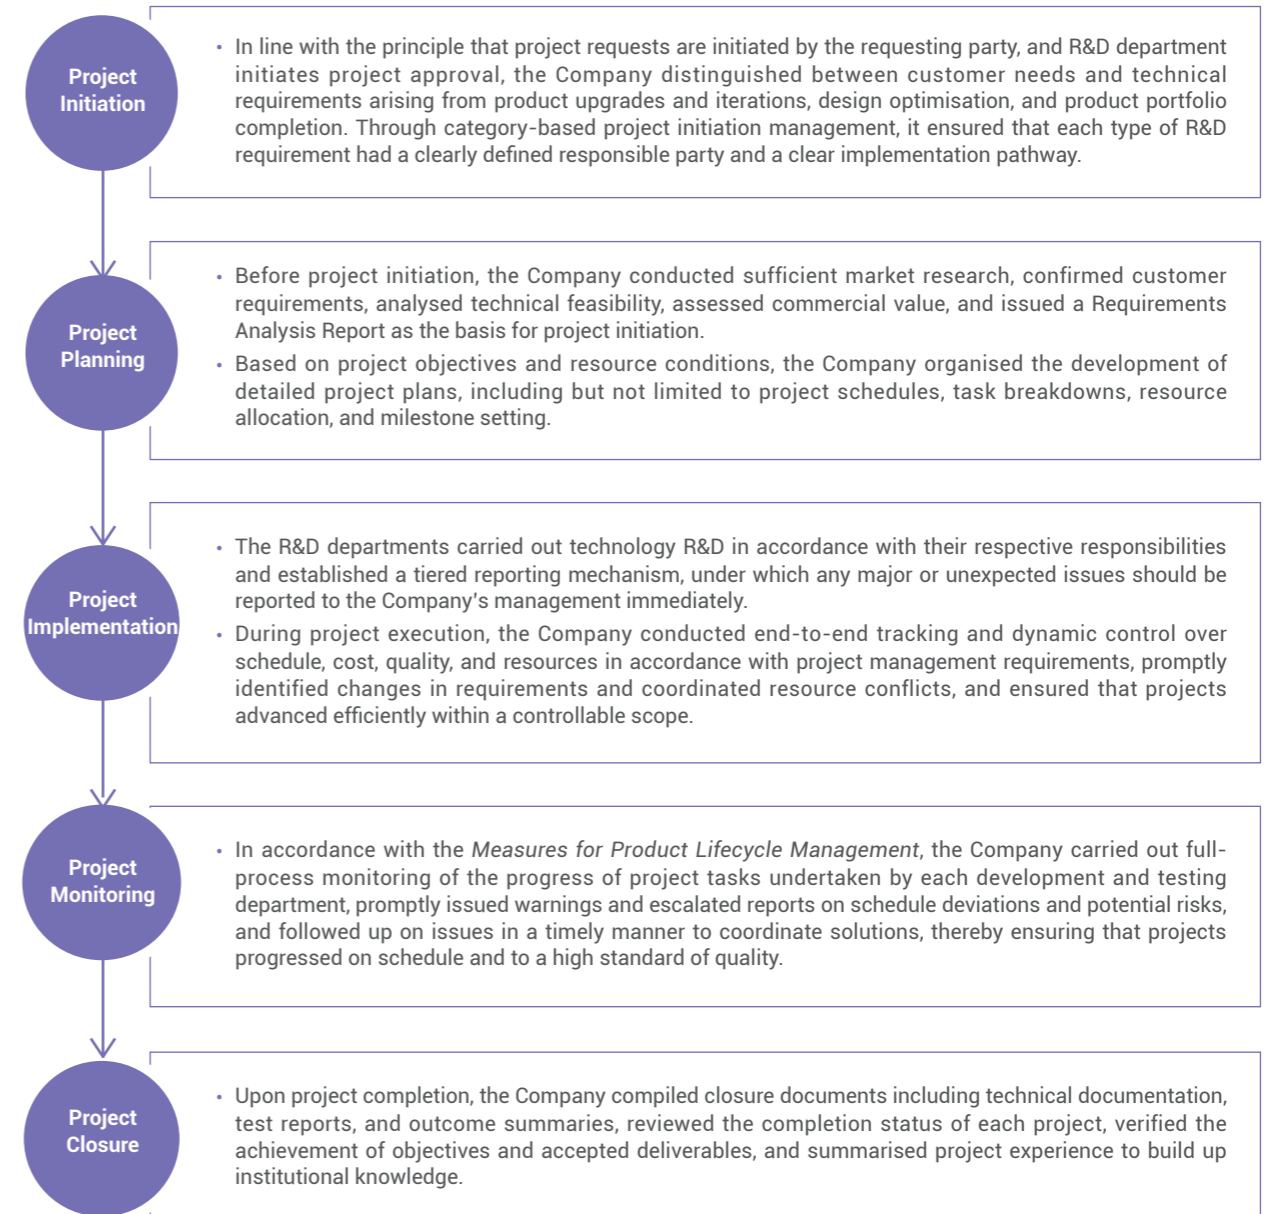 Project
Initiation
• In line with the principle that project requests are initiated by the requesting party, and R&D department
initiates project approval, the Company distinguished between customer needs and technical
requirements arising from product upgrades and iterations, design optimisation, and product portfolio
completion. Through category-based project initiation management, it ensured that each type of R&D
requirement had a clearly defined responsible party and a clear implementation pathway.
Project
Planning
• Before project initiation, the Company conducted sufficient market research, confirmed customer
requirements, analysed technical feasibility, assessed commercial value, and issued a Requirements
Analysis Report as the basis for project initiation.
• Based on project objectives and resource conditions, the Company organised the development of
detailed project plans, including but not limited to project schedules, task breakdowns, resource
allocation, and milestone setting.
Project
Implementation
• The R&D departments carried out technology R&D in accordance with their respective responsibilities
and established a tiered reporting mechanism, under which any major or unexpected issues should be
reported to the Company's management immediately.
• During project execution, the Company conducted end-to-end tracking and dynamic control over
schedule, cost, quality, and resources in accordance with project management requirements, promptly
identified changes in requirements and coordinated resource conflicts, and ensured that projects
advanced efficiently within a controllable scope.
Project
Monitoring
• In accordance with the Measures for Product Lifecycle Management, the Company carried out full-
process monitoring of the progress of project tasks undertaken by each development and testing
department, promptly issued warnings and escalated reports on schedule deviations and potential risks,
and followed up on issues in a timely manner to coordinate solutions, thereby ensuring that projects
progressed on schedule and to a high standard of quality.
Project
Closure
• Upon project completion, the Company compiled closure documents including technical documentation,
test reports, and outcome summaries, reviewed the completion status of each project, verified the
achievement of objectives and accepted deliverables, and summarised project experience to build up
institutional knowledge.